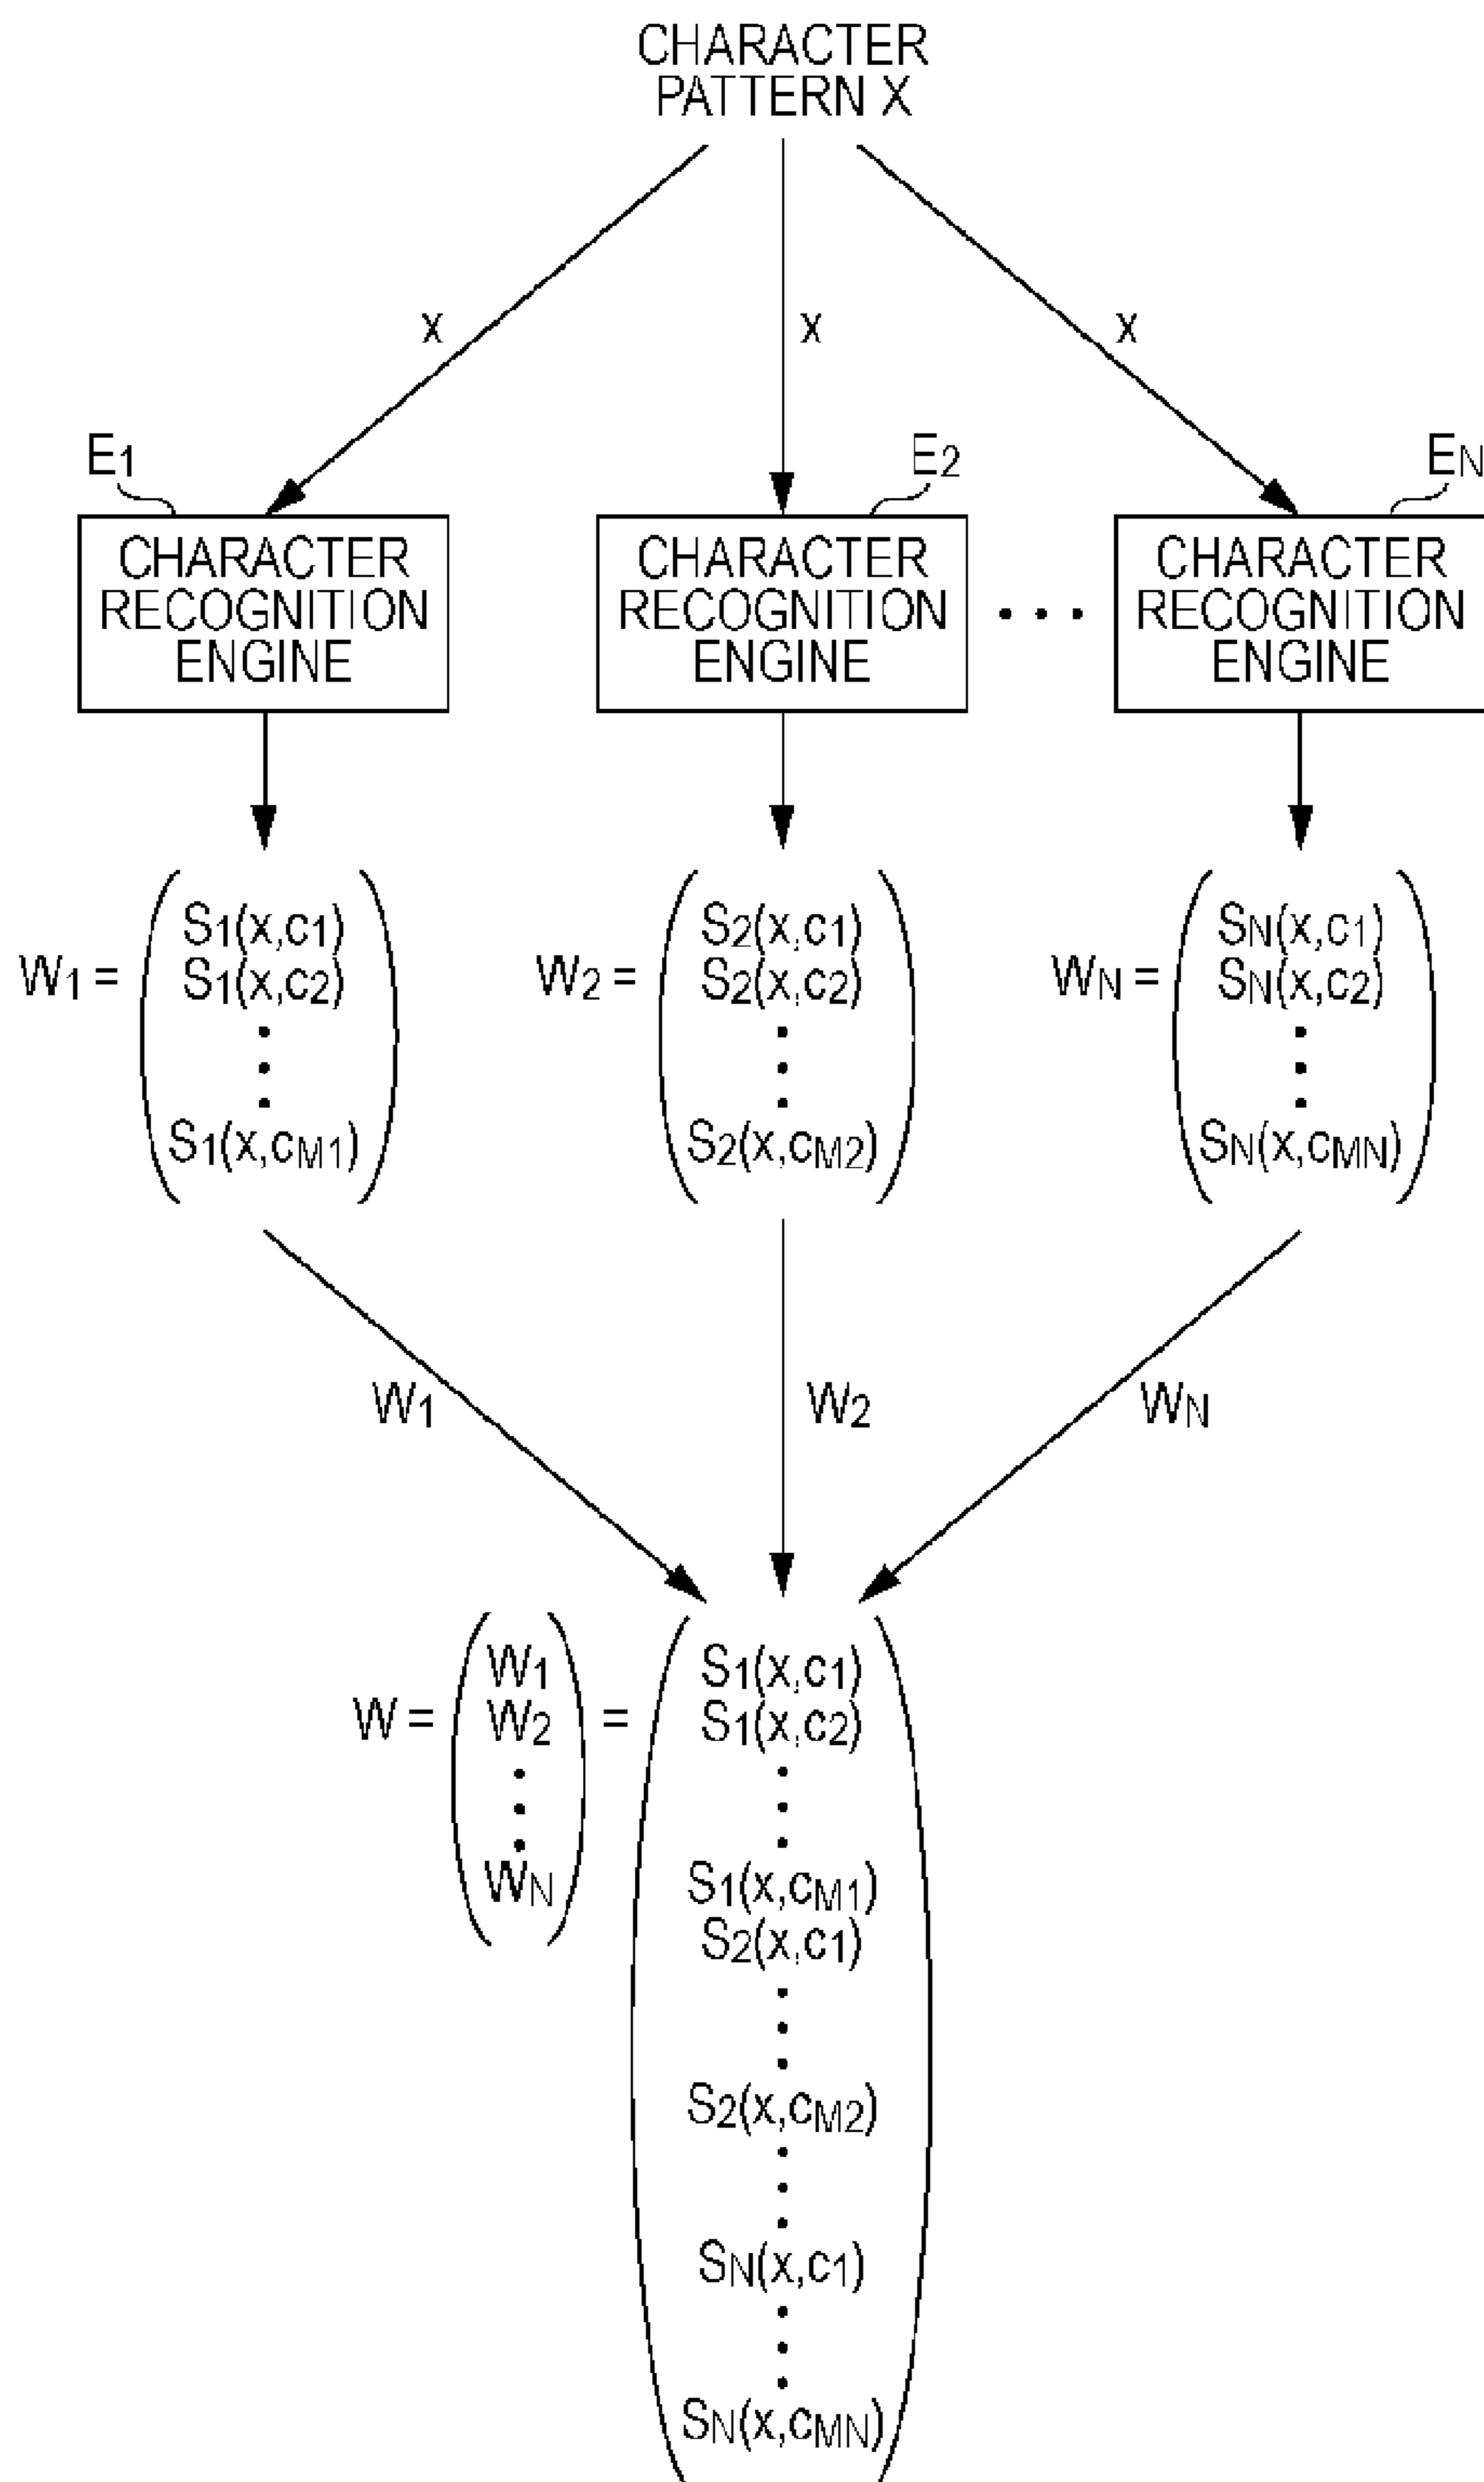 CHARACTER
PATTERN X
x x x
E1 E2 EN
CHARACTER
RECOGNITION
ENGINE
CHARACTER
RECOGNITION
ENGINE
• • •
CHARACTER
RECOGNITION
ENGINE
W1 =
S1(x,c1)
S1(x,c2)
S1(x,cM1)
W2 =
S2(x,c1)
S2(x,c2)
S2(x,cM2)
WN =
SN(x,c1)
SN(x,c2)
SN(x,cMN)
W1 W2 WN
W =
W1
W2
WN
=
S1(x,c1)
S1(x,c2)
S1(x,cM1)
S2(x,c1)
S2(x,cM2)
SN(x,c1)
SN(x,cMN)